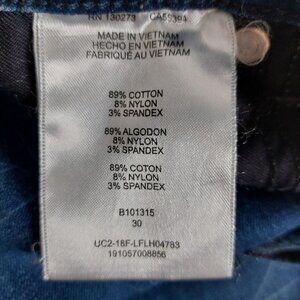 RN 130273 CA55394
MADE IN VIETNAM
HECHO EN VIETNAM
FABRIQUÉ AU VIETNAM
89% COTTON
8% NYLON
3% SPANDEX
89% ALGODON
8% NYLON
3% SPANDEX
89% COTON
8% NYLON
3% SPANDEX
B101315
30
UC2-18F-LFLH04783
191057008856